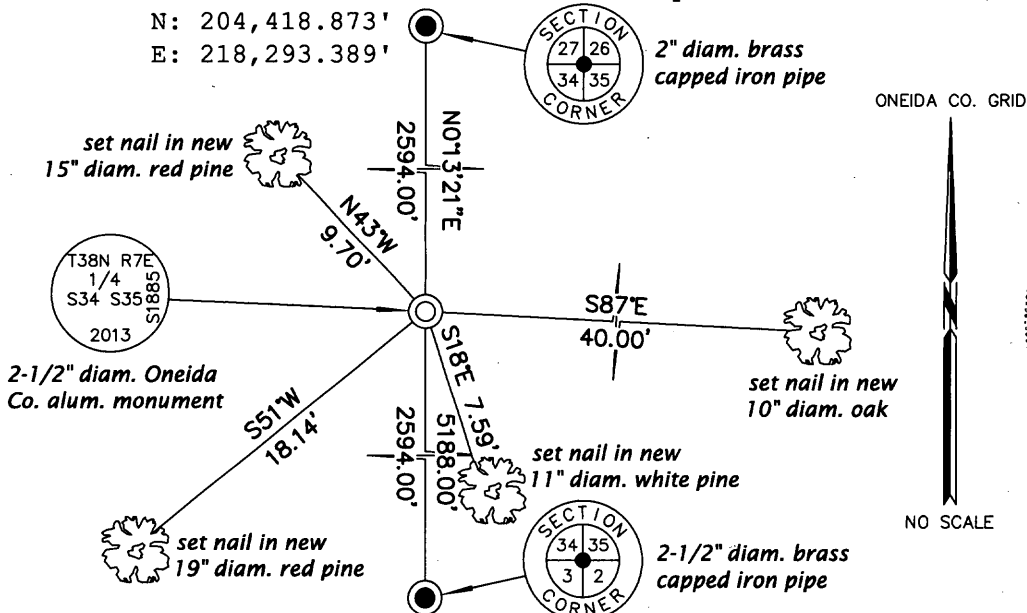 N: 204,418.873'
E: 218,293.389'
SECTION
27 26
34 35
CORNER
2" diam. brass
capped iron pipe
ONEIDA CO. GRID
set nail in new
15" diam. red pine
N0°13'21"E
2594.00'
N43°W
9.70'
T38N R7E
1/4
S34 S35
2013
S1885
S87°E
40.00'
2-1/2" diam. Oneida
Co. alum. monument
set nail in new
10" diam. oak
S18°E 7.59'
S51°W
18.14'
5188.00'
2594.00'
set nail in new
11" diam. white pine
N
NO SCALE
set nail in new
19" diam. red pine
SECTION
34 35
3 2
CORNER
2-1/2" diam. brass
capped iron pipe